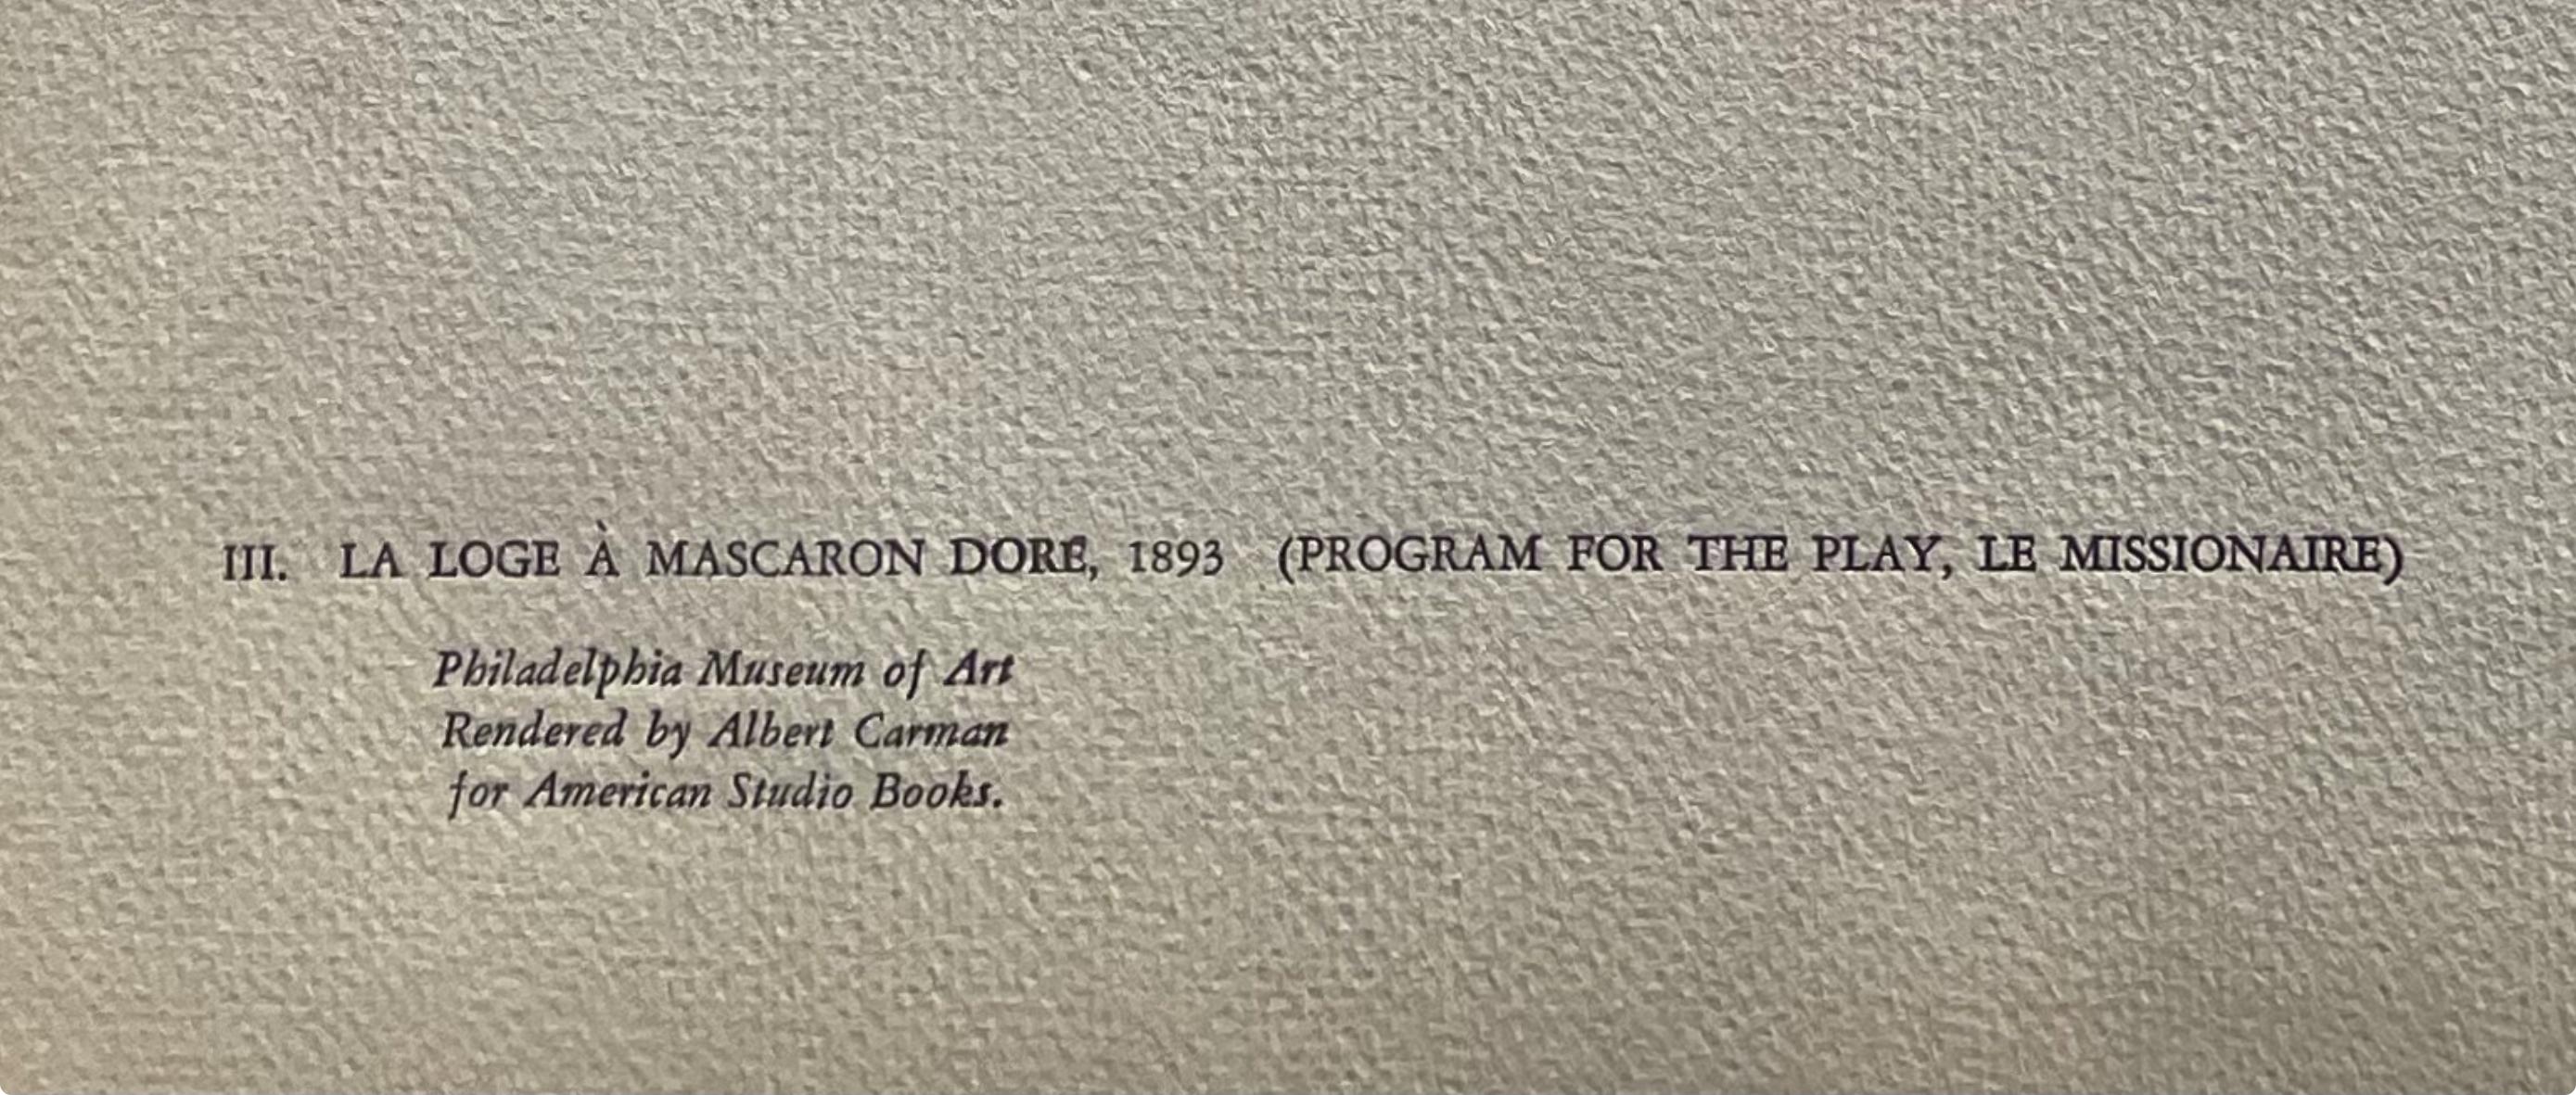 III. LA LOGE À MASCARON DORÉ, 1893 (PROGRAM FOR THE PLAY, LE MISSIONAIRE)
Philadelphia Museum of Art
Rendered by Albert Carman
for American Studio Books.